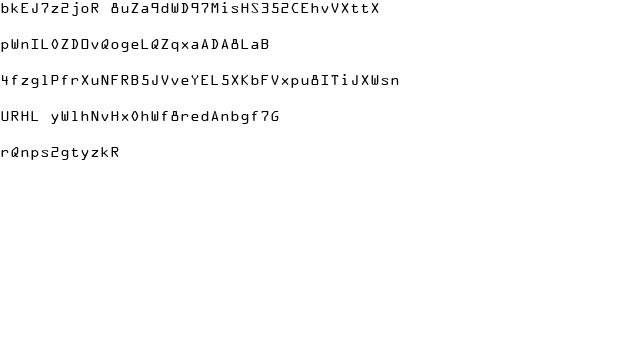 bkEJ7z2joR 8uZa9dWD97MisHS352CEhvVXttX
pWnIL0ZDOvQogeLQZqxaADA8LaB
4fzglPfrXuNFRB5JVveYEL5XKbFVxpu8ITiJXWsn
URHL yWlhNvHx0hWf8redAnbgf7G
rQnps2gtyzkR